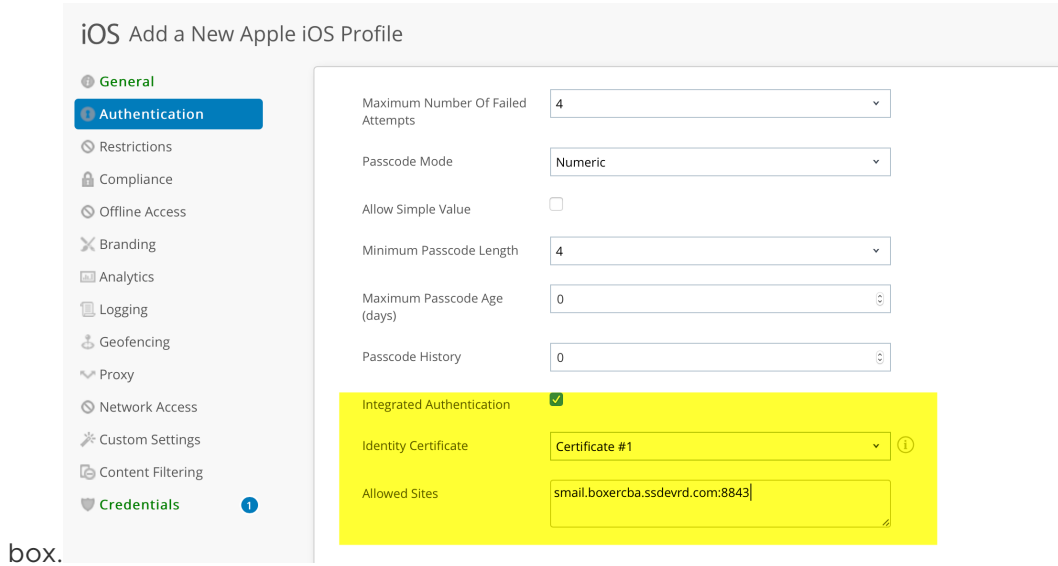 iOS Add a New Apple iOS Profile
General
Authentication
Restrictions
Compliance
Offline Access
Branding
Analytics
Logging
Geofencing
Proxy
Network Access
Custom Settings
Content Filtering
Credentials 1
Maximum Number Of Failed
Attempts
4
Passcode Mode
Numeric
Allow Simple Value
Minimum Passcode Length
4
Maximum Passcode Age
(days)
0
Passcode History
0
Integrated Authentication
Identity Certificate
Certificate #1
Allowed Sites
smail.boxercba.ssdevrd.com:8843
box.